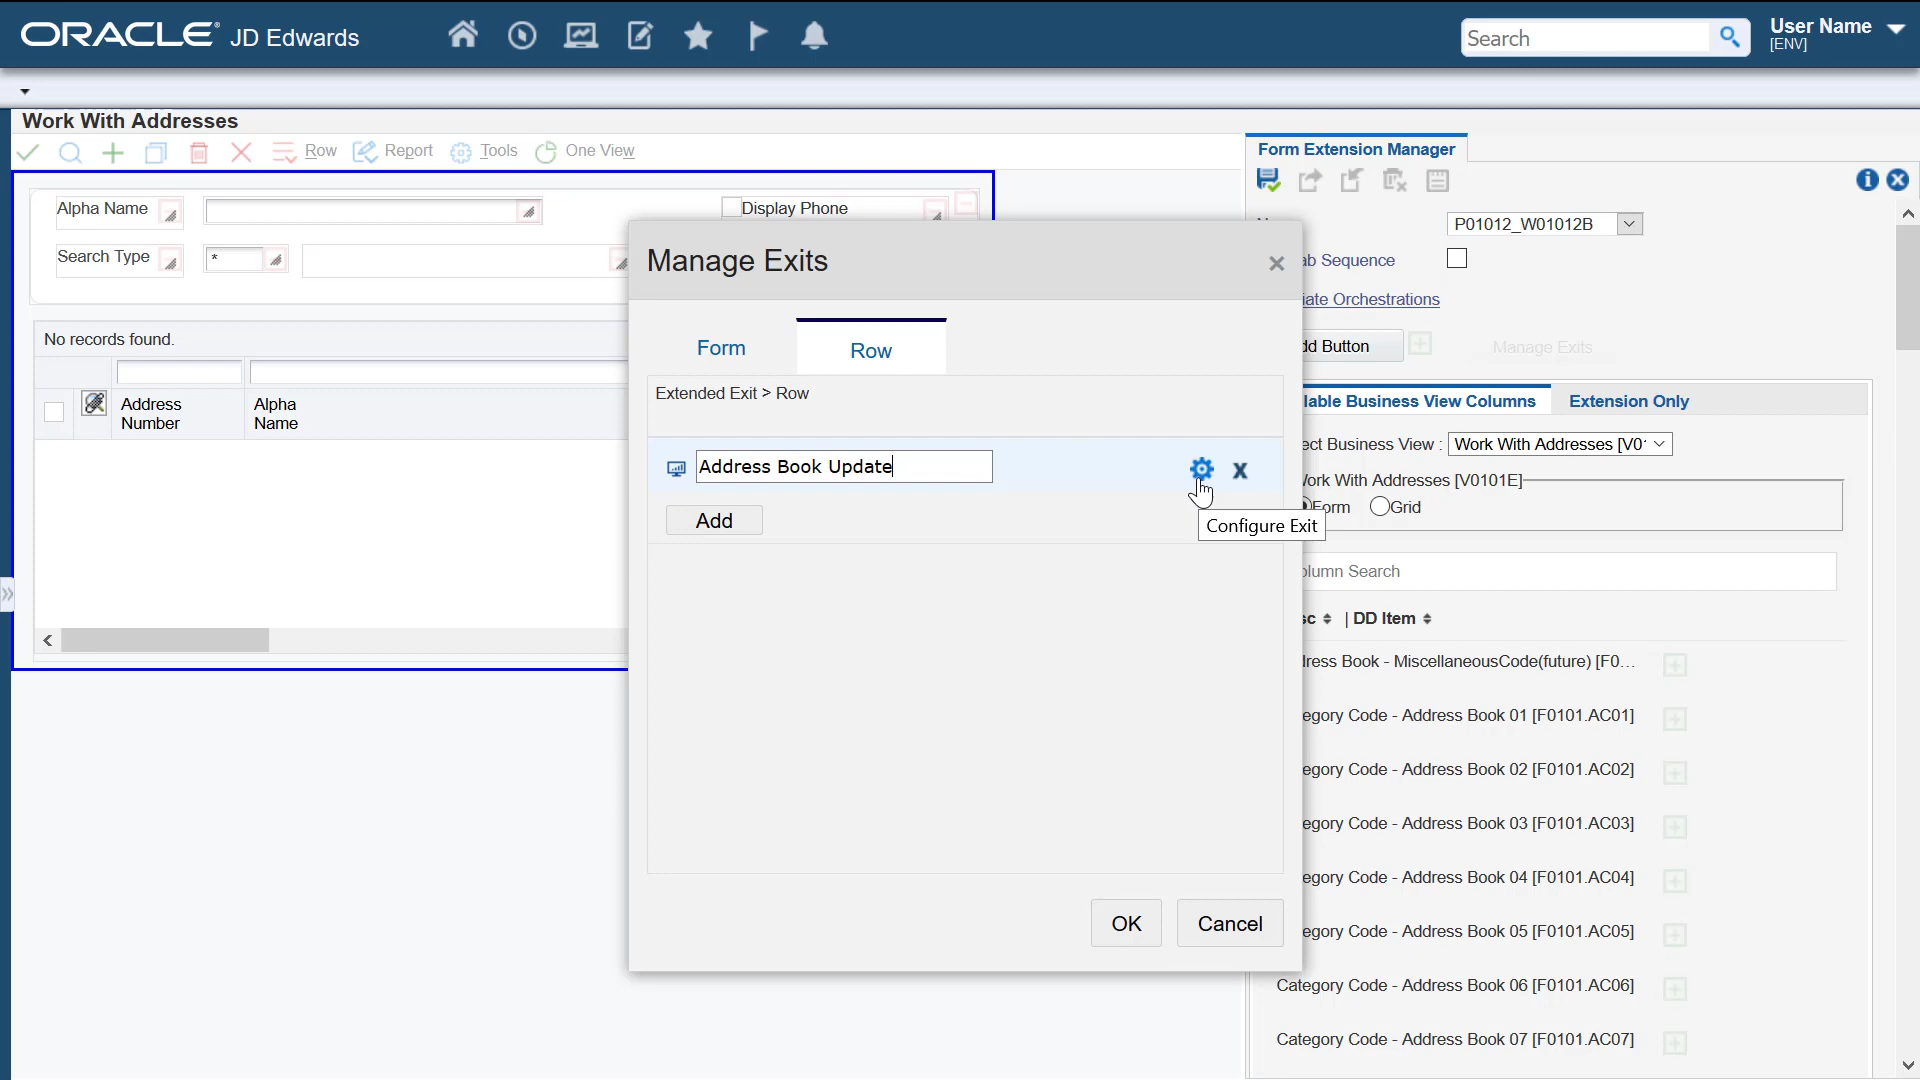 ORACLE JD Edwards
Search
User Name
[ENV]
Work With Addresses
Row
Report
Tools
One View
Form Extension Manager
Alpha Name
Display Phone
Search Type
*
P01012_W01012B
ab Sequence
iate Orchestrations
dd Button
Manage Exits
Manage Exits
×
Form
Row
No records found.
Extended Exit > Row
lable Business View Columns
Extension Only
Address
Number
Alpha
Name
ect Business View :
Work With Addresses [V0
Address Book Update
X
Work With Addresses [V0101E]
Form
Grid
Add
Configure Exit
olumn Search
sc
| DD Item
dress Book - MiscellaneousCode(future) [F0...
egory Code - Address Book 01 [F0101.AC01]
egory Code - Address Book 02 [F0101.AC02]
egory Code - Address Book 03 [F0101.AC03]
egory Code - Address Book 04 [F0101.AC04]
egory Code - Address Book 05 [F0101.AC05]
Category Code - Address Book 06 [F0101.AC06]
Category Code - Address Book 07 [F0101.AC07]
OK
Cancel